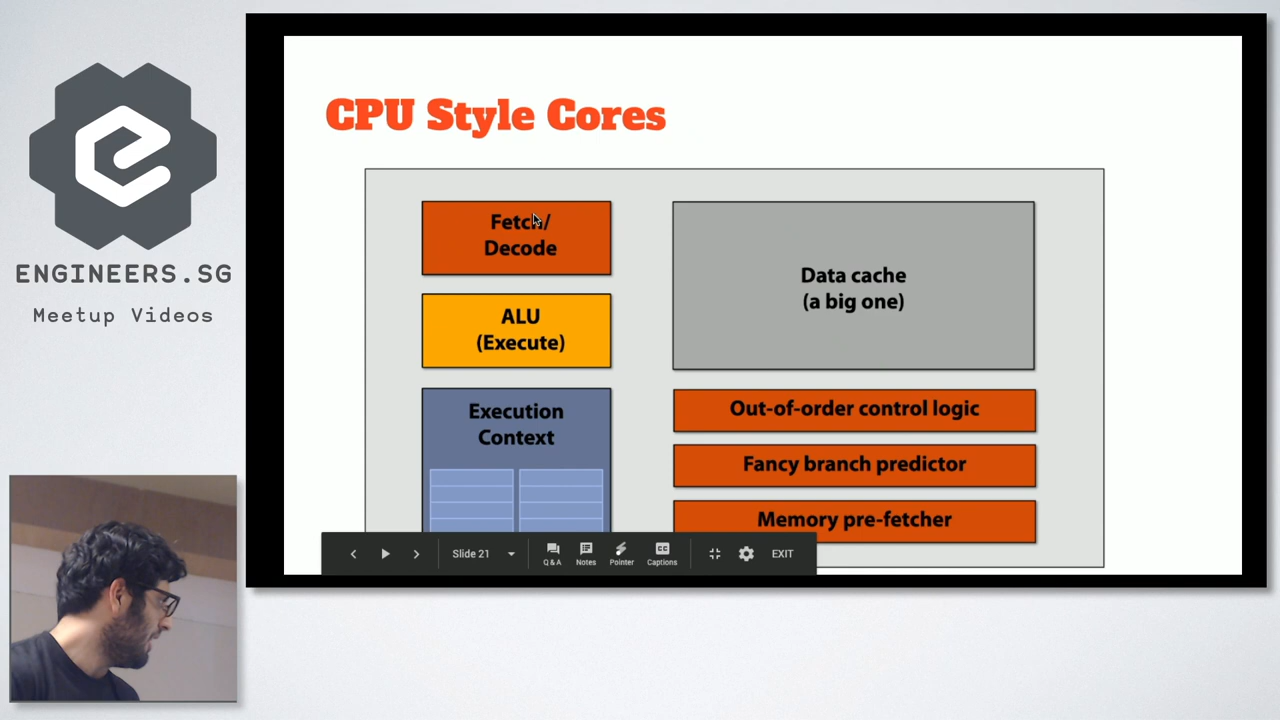 ENGINEERS.SG
Meetup Videos
CPU Style Cores
Fetch/
Decode
ALU
(Execute)
Execution
Context
Data cache
(a big one)
Out-of-order control logic
Fancy branch predictor
Memory pre-fetcher
Slide 21
Q & A
Notes
Pointer
CC
Captions
EXIT